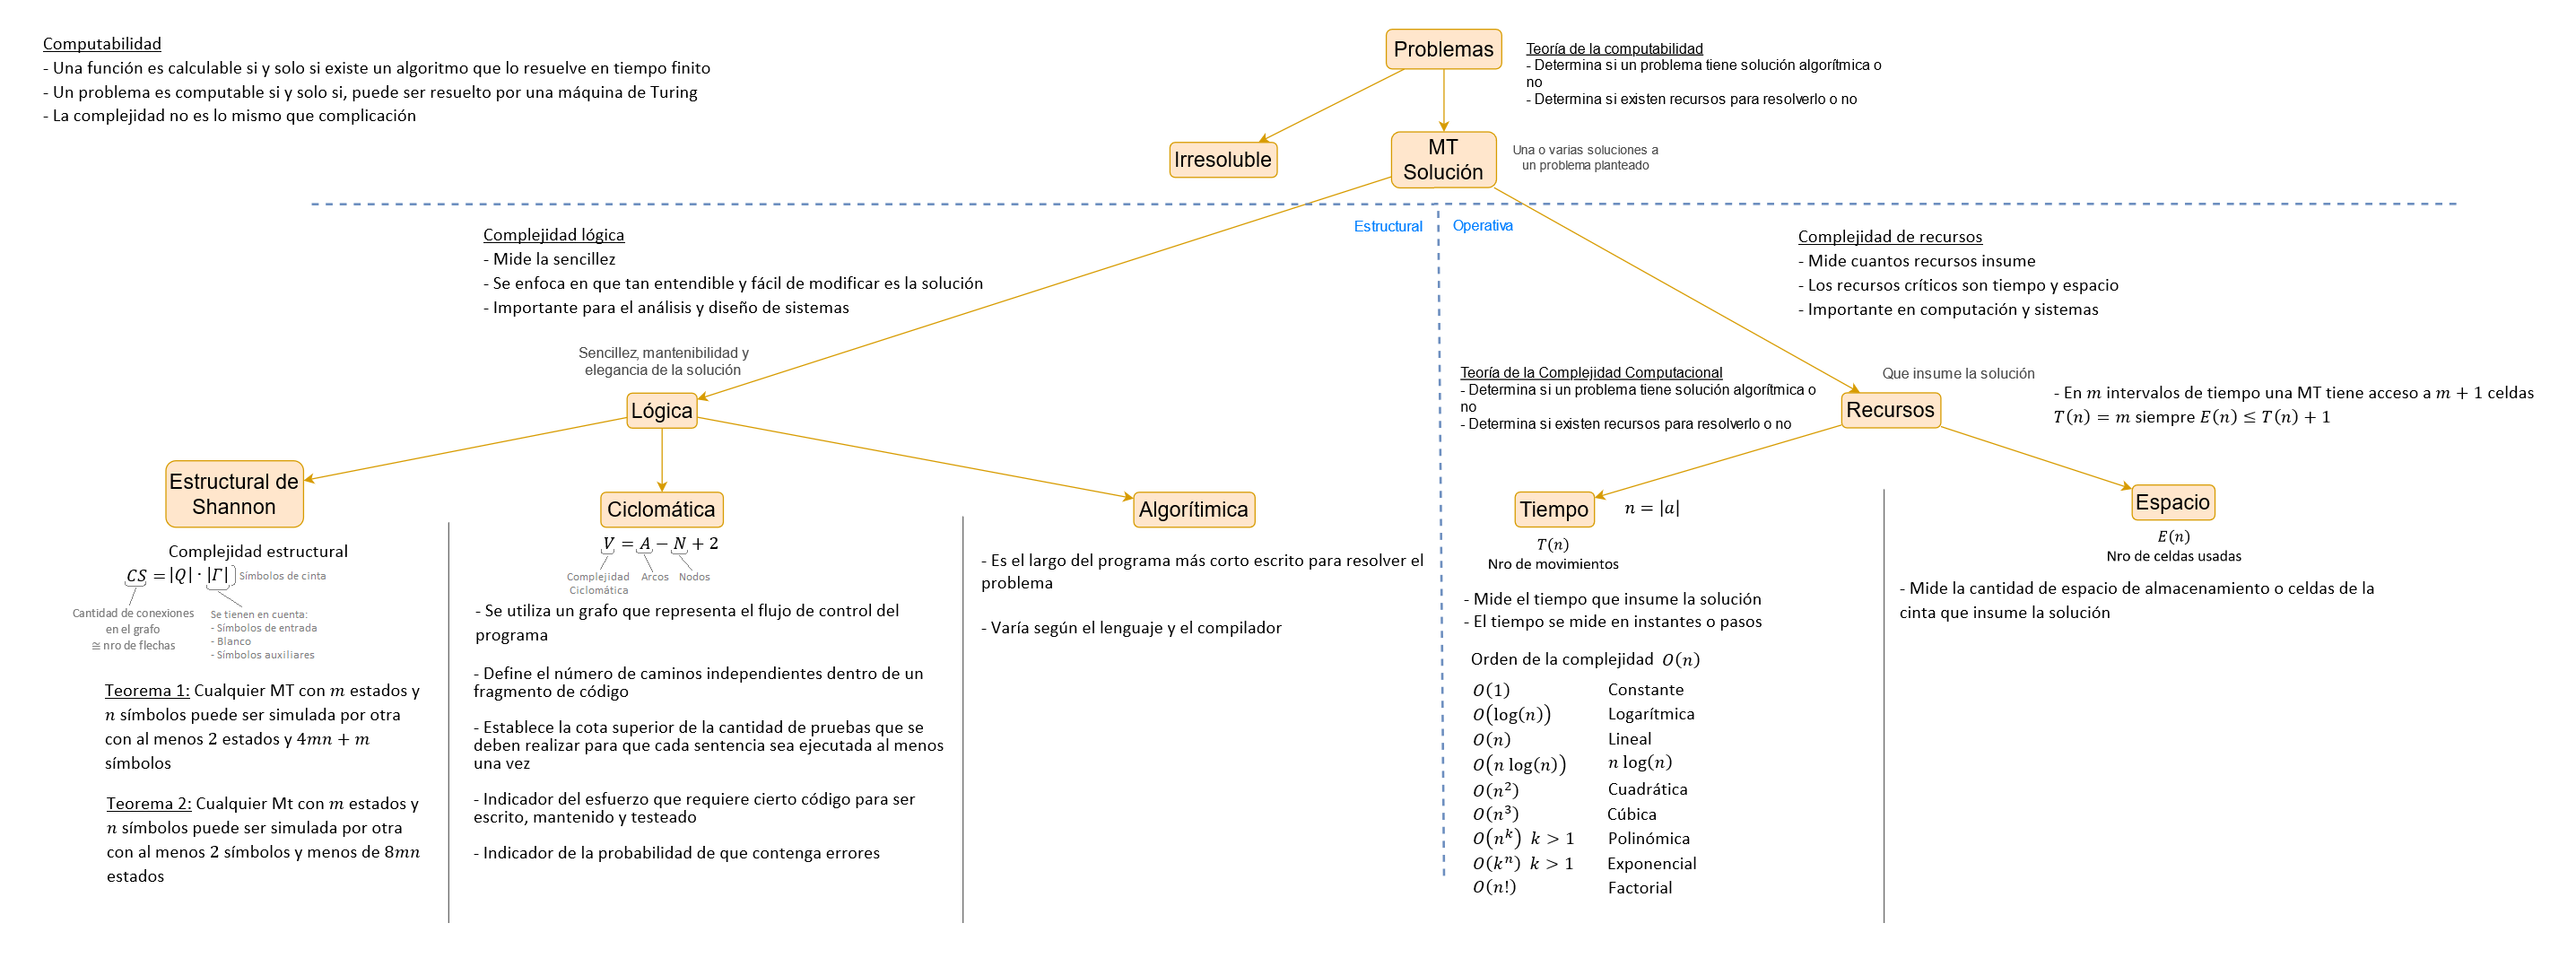 Computabilidad
- Una función es calculable si y solo si existe un algoritmo que lo resuelve en tiempo finito
- Un problema es computable si y solo si, puede ser resuelto por una máquina de Turing
- La complejidad no es lo mismo que complicación
Problemas
Teoría de la computabilidad
- Determina si un problema tiene solución algorítmica o
no
- Determina si existen recursos para resolverlo o no
Irresoluble
MT
Solución
Una o varias soluciones a
un problema planteado
Estructural
Operativa
Complejidad lógica
- Mide la sencillez
- Se enfoca en que tan entendible y fácil de modificar es la solución
- Importante para el análisis y diseño de sistemas
Complejidad de recursos
- Mide cuantos recursos insume
- Los recursos críticos son tiempo y espacio
- Importante en computación y sistemas
Sencillez, mantenibilidad y
elegancia de la solución
Lógica
Teoría de la Complejidad Computacional
- Determina si un problema tiene solución algorítmica o
no
- Determina si existen recursos para resolverlo o no
Que insume la solución
Recursos
- En m intervalos de tiempo una MT tiene acceso a m + 1 celdas
T(n) = m siempre E(n) ≤ T(n) + 1
Estructural de
Shannon
Complejidad estructural
CS = |Q| · |Γ|
Símbolos de cinta
Cantidad de conexiones
en el grafo
≅ nro de flechas
Se tienen en cuenta:
- Símbolos de entrada
- Blanco
- Símbolos auxiliares
Teorema 1: Cualquier MT con m estados y
n símbolos puede ser simulada por otra
con al menos 2 estados y 4mn + m
símbolos
Teorema 2: Cualquier Mt con m estados y
n símbolos puede ser simulada por otra
con al menos 2 símbolos y menos de 8mn
estados
Ciclomática
V = A − N + 2
Complejidad
Ciclomática
Arcos
Nodos
- Se utiliza un grafo que representa el flujo de control del
programa
- Define el número de caminos independientes dentro de un
fragmento de código
- Establece la cota superior de la cantidad de pruebas que se
deben realizar para que cada sentencia sea ejecutada al menos
una vez
- Indicador del esfuerzo que requiere cierto código para ser
escrito, mantenido y testeado
- Indicador de la probabilidad de que contenga errores
Algorítimica
- Es el largo del programa más corto escrito para resolver el
problema
- Varía según el lenguaje y el compilador
Tiempo
n = |a|
T(n)
Nro de movimientos
- Mide el tiempo que insume la solución
- El tiempo se mide en instantes o pasos
Orden de la complejidad O(n)
O(1) Constante
O(log(n)) Logarítmica
O(n) Lineal
O(n log(n)) n log(n)
O(n²) Cuadrática
O(n³) Cúbica
O(nᵏ) k > 1 Polinómica
O(kⁿ) k > 1 Exponencial
O(n!) Factorial
Espacio
E(n)
Nro de celdas usadas
- Mide la cantidad de espacio de almacenamiento o celdas de la
cinta que insume la solución